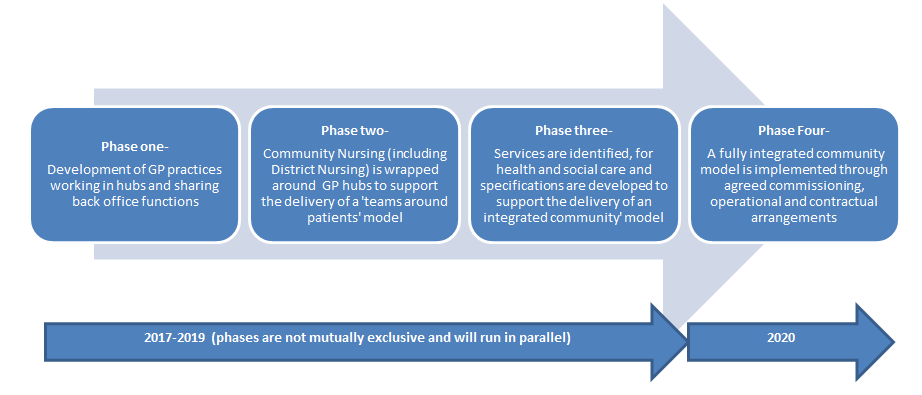 Phase one-
Development of GP practices
working in hubs and sharing
back office functions
Phase two-
Community Nursing (including
District Nursing) is wrapped
around GP hubs to support
the delivery of a 'teams around
patients' model
Phase three-
Services are identified, for
health and social care and
specifications are developed to
support the delivery of an
integrated community' model
Phase Four-
A fully integrated community
model is implemented through
agreed commissioning,
operational and contractual
arrangements
2017-2019 (phases are not mutually exclusive and will run in parallel)
2020